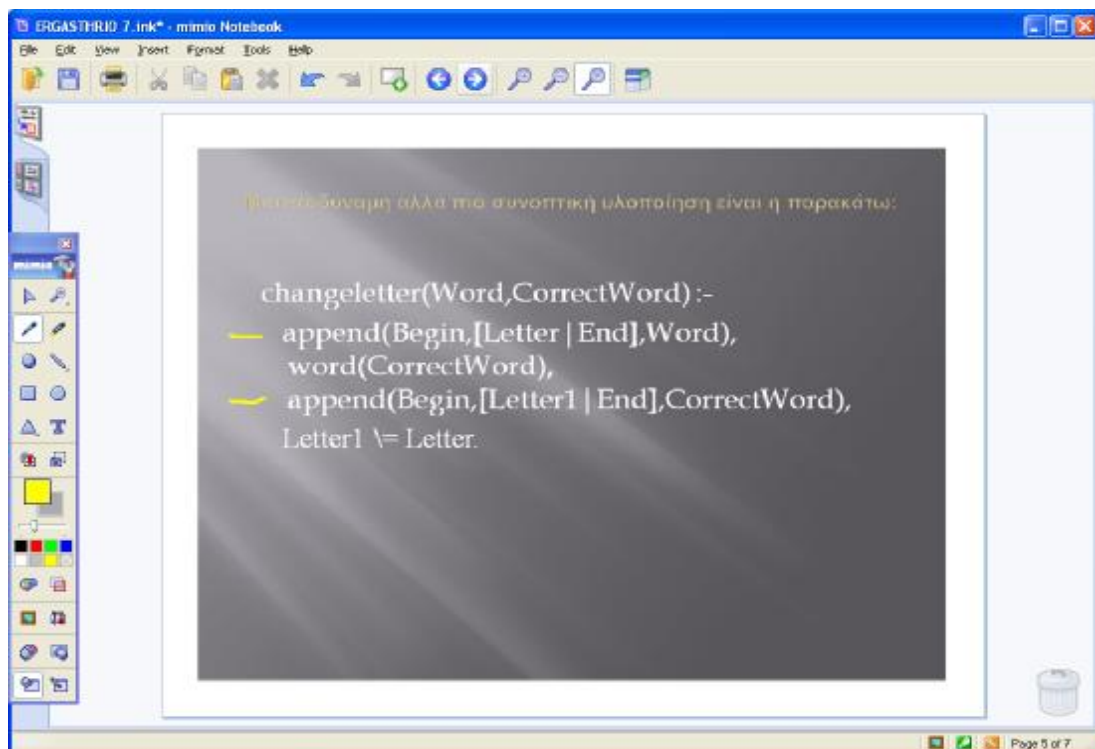 ERGASTHRIO 7.ink* - mimio Notebook
File Edit View Insert Format Tools Help
αλλά πιο συνοπτική υλοποίηση είναι η παρακάτω:
changeletter(Word,CorrectWord) :-
append(Begin,[Letter|End],Word),
word(CorrectWord),
append(Begin,[Letter1|End],CorrectWord),
Letter1 \= Letter.
mimio
Page 5 of 7